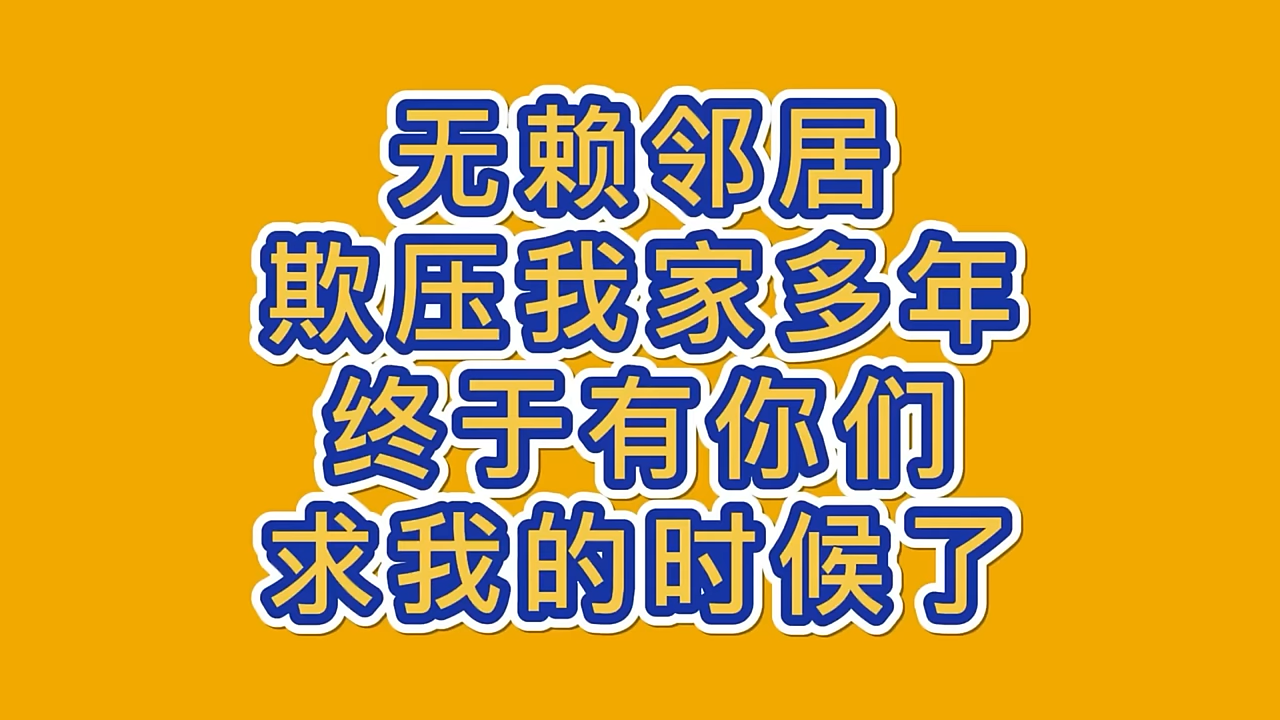 无赖邻居
欺压我家多年
终于有你们
求我的时候了